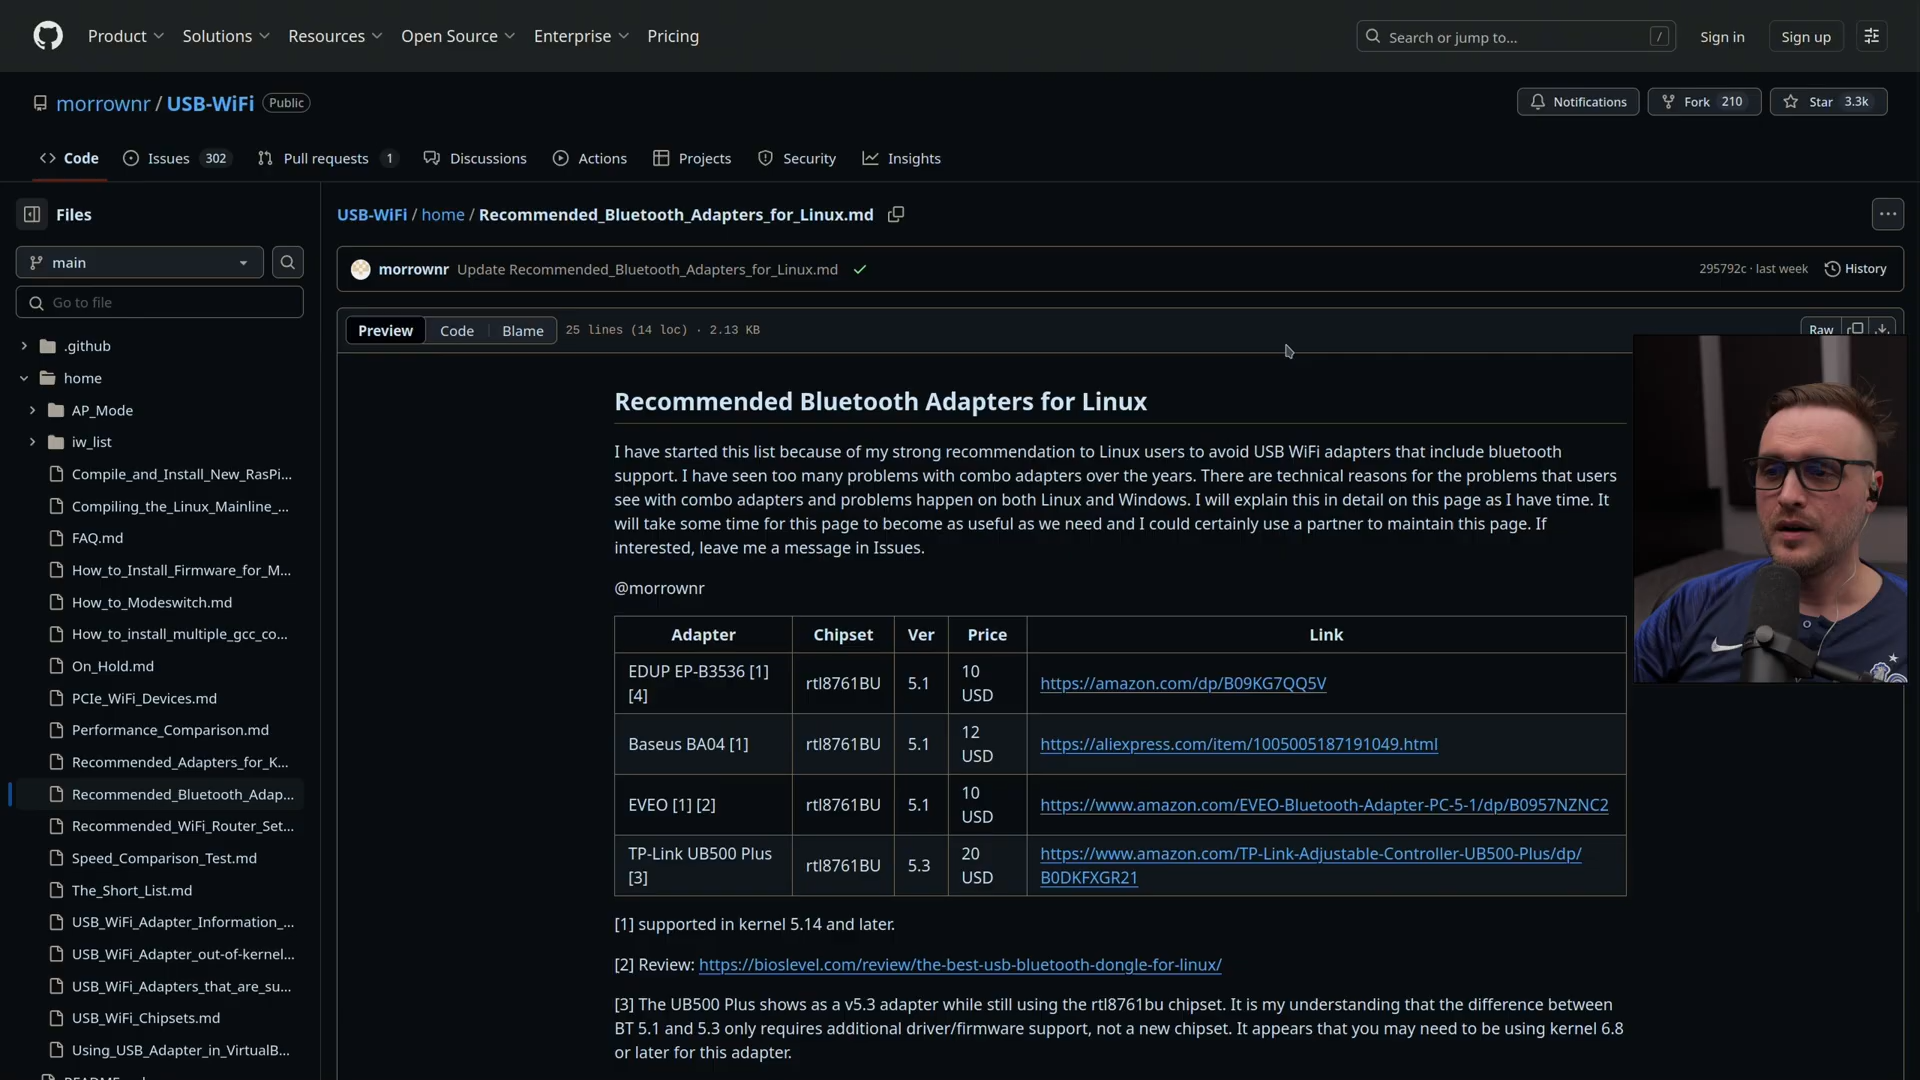 Product Solutions Resources Open Source Enterprise Pricing
Search or jump to... /
Sign in Sign up
morrownr / USB-WiFi Public
Notifications Fork 210 Star 3.3k
Code Issues 302 Pull requests 1 Discussions Actions Projects Security Insights
Files
main
Go to file
.github
home
AP_Mode
iw_list
Compile_and_Install_New_RasPi...
Compiling_the_Linux_Mainline_...
FAQ.md
How_to_Install_Firmware_for_M...
How_to_Modeswitch.md
How_to_install_multiple_gcc_co...
On_Hold.md
PCIe_WiFi_Devices.md
Performance_Comparison.md
Recommended_Adapters_for_K...
Recommended_Bluetooth_Adap...
Recommended_WiFi_Router_Set...
Speed_Comparison_Test.md
The_Short_List.md
USB_WiFi_Adapter_Information_...
USB_WiFi_Adapter_out-of-kernel...
USB_WiFi_Adapters_that_are_su...
USB_WiFi_Chipsets.md
Using_USB_Adapter_in_VirtualB...
USB-WiFi / home / Recommended_Bluetooth_Adapters_for_Linux.md
morrownr Update Recommended_Bluetooth_Adapters_for_Linux.md
295792c · last week History
Preview Code Blame 25 lines (14 loc) · 2.13 KB
Raw
Recommended Bluetooth Adapters for Linux
I have started this list because of my strong recommendation to Linux users to avoid USB WiFi adapters that include bluetooth
support. I have seen too many problems with combo adapters over the years. There are technical reasons for the problems that users
see with combo adapters and problems happen on both Linux and Windows. I will explain this in detail on this page as I have time. It
will take some time for this page to become as useful as we need and I could certainly use a partner to maintain this page. If
interested, leave me a message in Issues.
@morrownr
Adapter Chipset Ver Price Link
EDUP EP-B3536 [1] [4] rtl8761BU 5.1 10 USD https://amazon.com/dp/B09KG7QQ5V
Baseus BA04 [1] rtl8761BU 5.1 12 USD https://aliexpress.com/item/1005005187191049.html
EVEO [1] [2] rtl8761BU 5.1 10 USD https://www.amazon.com/EVEO-Bluetooth-Adapter-PC-5-1/dp/B0957NZNC2
TP-Link UB500 Plus [3] rtl8761BU 5.3 20 USD https://www.amazon.com/TP-Link-Adjustable-Controller-UB500-Plus/dp/
B0DKFXGR21
[1] supported in kernel 5.14 and later.
[2] Review: https://bioslevel.com/review/the-best-usb-bluetooth-dongle-for-linux/
[3] The UB500 Plus shows as a v5.3 adapter while still using the rtl8761bu chipset. It is my understanding that the difference between
BT 5.1 and 5.3 only requires additional driver/firmware support, not a new chipset. It appears that you may need to be using kernel 6.8
or later for this adapter.